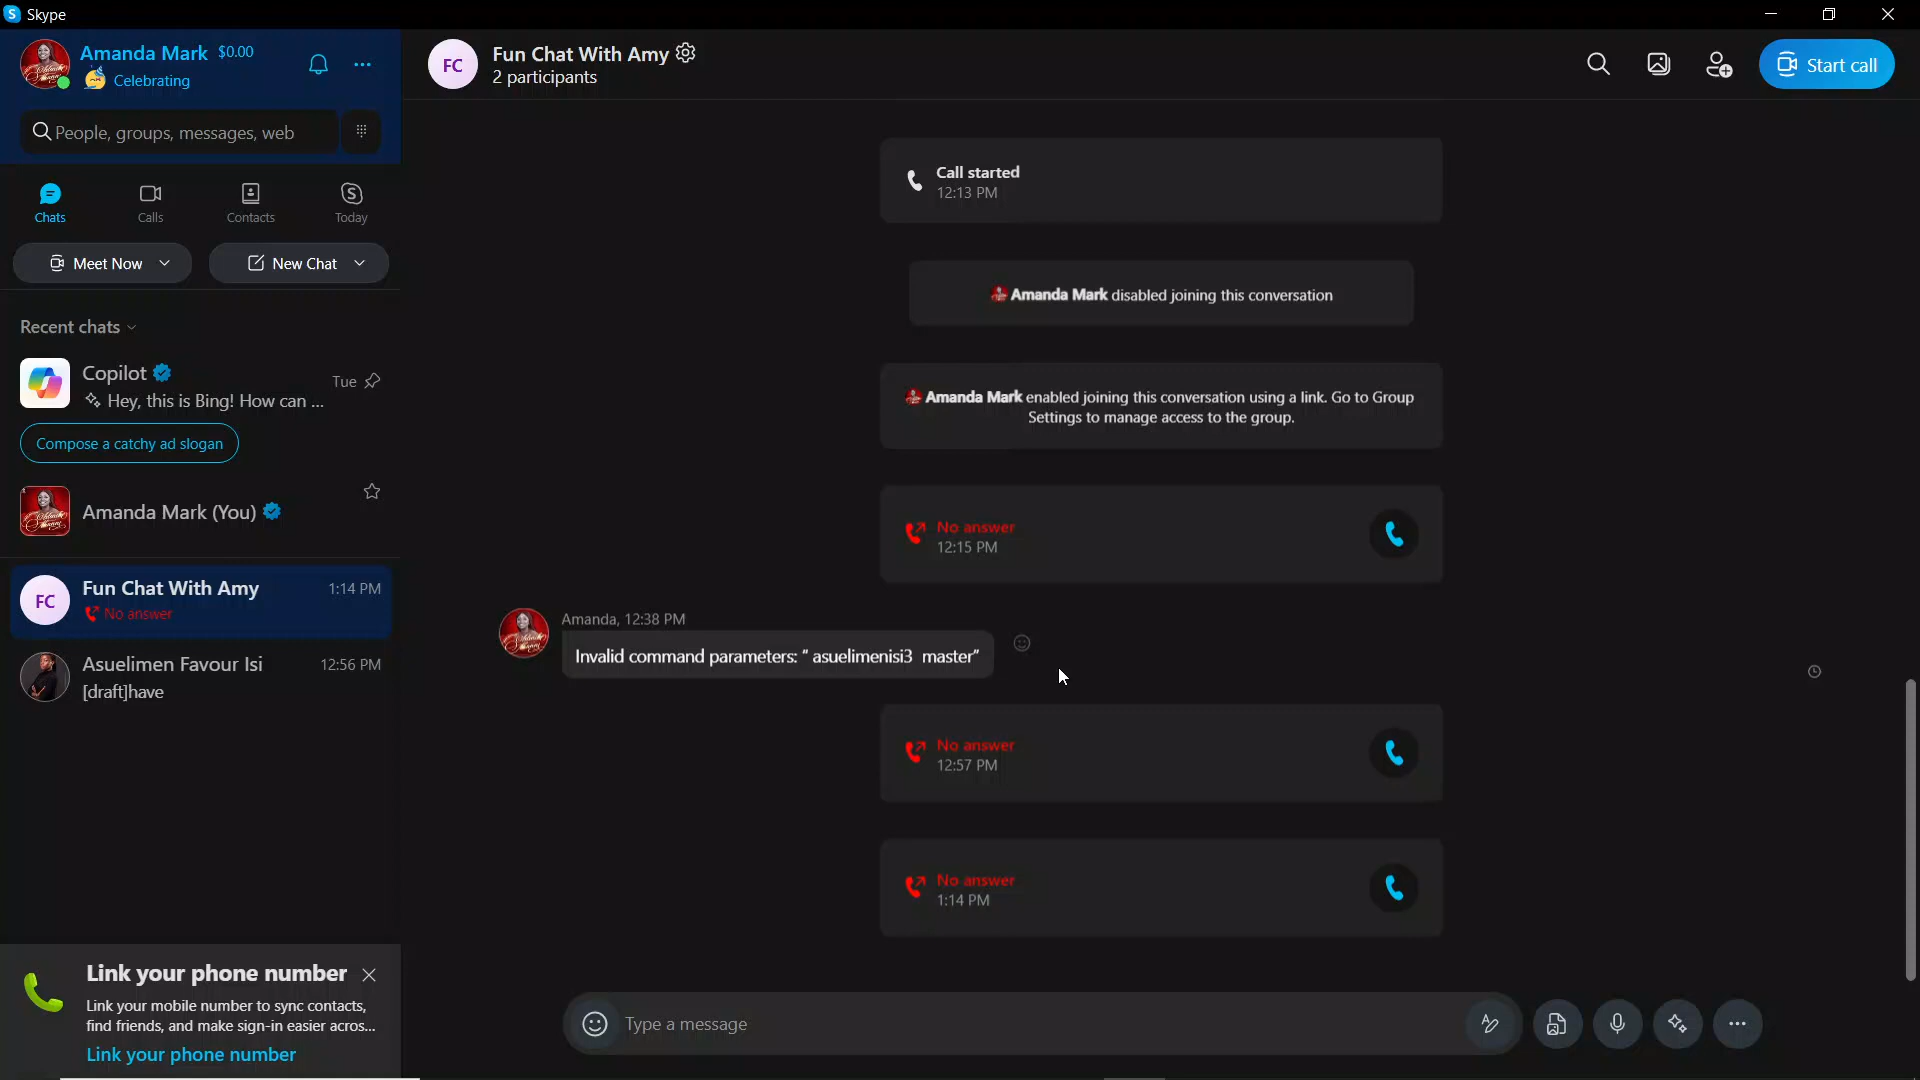 Skype
Amanda Mark $0.00
Celebrating
People, groups, messages, web
Chats
Calls
Contacts
Today
Meet Now
New Chat
Recent chats
Copilot
Tue
Hey, this is Bing! How can ...
Compose a catchy ad slogan
Amanda Mark (You)
FC
Fun Chat With Amy
1:14 PM
No answer
Asuelimen Favour Isi
12:56 PM
[draft]have
Link your phone number
Link your mobile number to sync contacts,
find friends, and make sign-in easier acros...
Link your phone number
FC
Fun Chat With Amy
2 participants
Start call
Call started
12:13 PM
Amanda Mark disabled joining this conversation
Amanda Mark enabled joining this conversation using a link. Go to Group
Settings to manage access to the group.
No answer
12:15 PM
Amanda, 12:38 PM
Invalid command parameters: “ asuelimenisi3 master”
No answer
12:57 PM
No answer
1:14 PM
Type a message